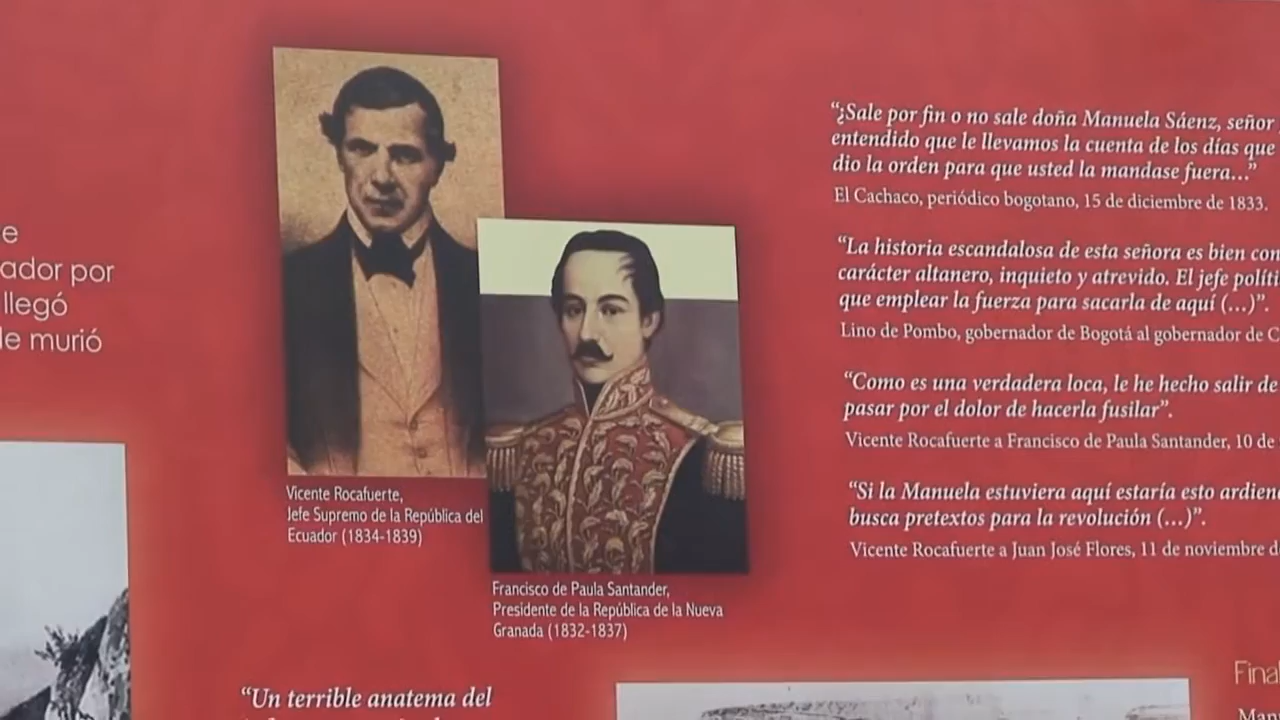 e
ador por
llegó
le murió
Vicente Rocafuerte,
Jefe Supremo de la República del
Ecuador (1834-1839)
Francisco de Paula Santander,
Presidente de la República de la Nueva
Granada (1832-1837)
“Un terrible anatema del
“¿Sale por fin o no sale doña Manuela Sáenz, señor
entendido que le llevamos la cuenta de los días que
dio la orden para que usted la mandase fuera...”
El Cachaco, periódico bogotano, 15 de diciembre de 1833.
“La historia escandalosa de esta señora es bien con
carácter altanero, inquieto y atrevido. El jefe políti
que emplear la fuerza para sacarla de aquí (...)”.
Lino de Pombo, gobernador de Bogotá al gobernador de C
“Como es una verdadera loca, le he hecho salir de
pasar por el dolor de hacerla fusilar”.
Vicente Rocafuerte a Francisco de Paula Santander, 10 de
“Si la Manuela estuviera aquí estaría esto ardien
busca pretextos para la revolución (...)”.
Vicente Rocafuerte a Juan José Flores, 11 de noviembre d
Final
Man